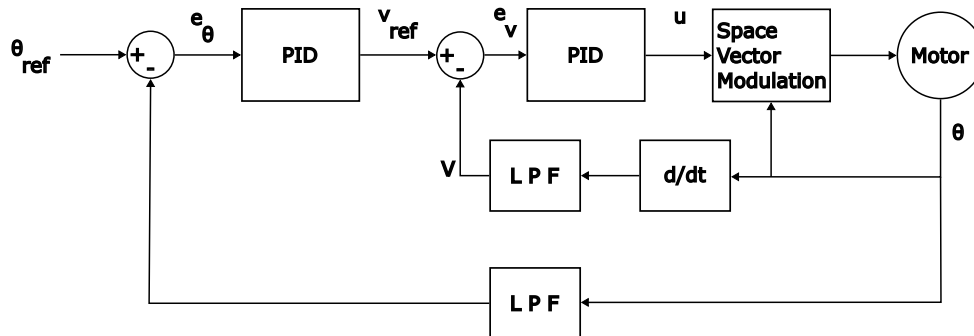 θ ref
+
-
e θ
PID
v ref
+
-
e v
PID
u
Space
Vector
Modulation
Motor
θ
V
L P F
d/dt
L P F